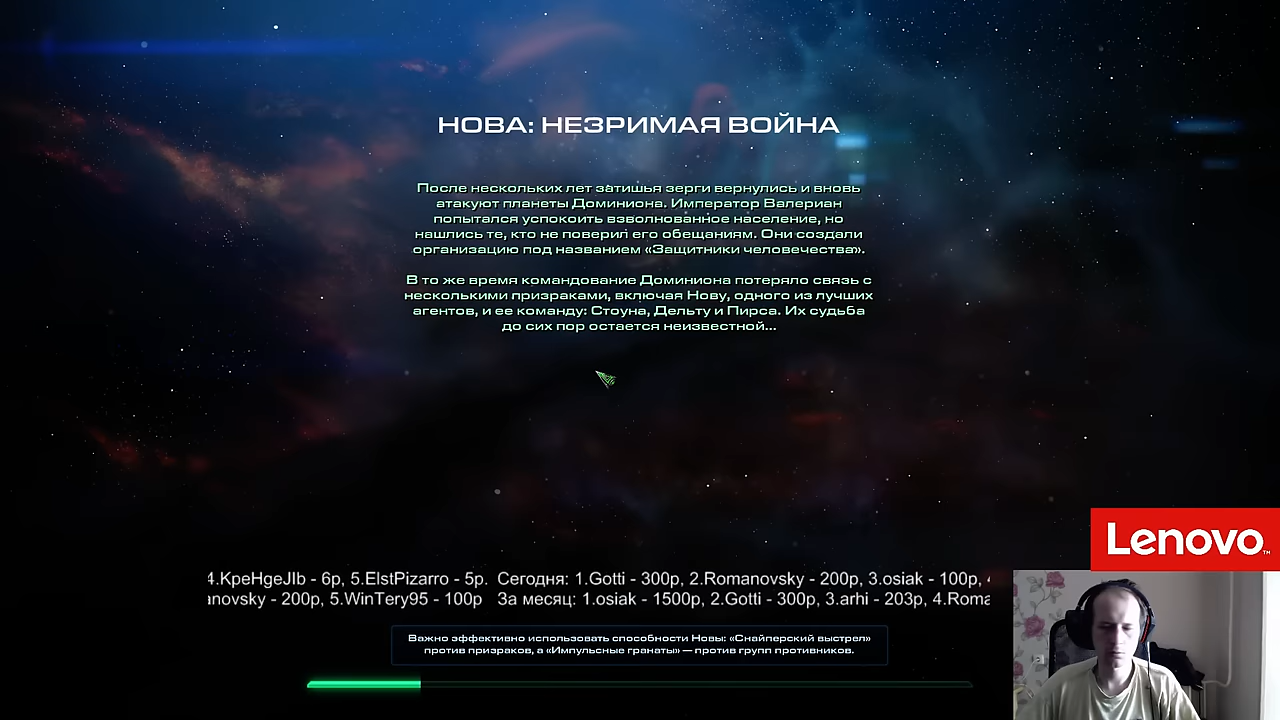 НОВА: НЕЗРИМАЯ ВОЙНА
После нескольких лет затишья зерги вернулись и вновь
атакуют планеты Доминиона. Император Валериан
попытался успокоить взволнованное население, но
нашлись те, кто не поверил его обещаниям. Они создали
организацию под названием «Защитники человечества».
В то же время командование Доминиона потеряло связь с
несколькими призраками, включая Нову, одного из лучших
агентов, и ее команду: Стоуна, Дельту и Пирса. Их судьба
до сих пор остается неизвестной...
Lenovo™
4.KpeHgeJIb - 6р, 5.ElstPizarro - 5р. Сегодня: 1.Gotti - 300р, 2.Romanovsky - 200р, 3.osiak - 100р,
anovsky - 200р, 5.WinTery95 - 100р За месяц: 1.osiak - 1500р, 2.Gotti - 300р, 3.arhi - 203р, 4.Roma
Важно эффективно использовать способности Новы: «Снайперский выстрел»
против призраков, а «Импульсные гранаты» — против групп противников.